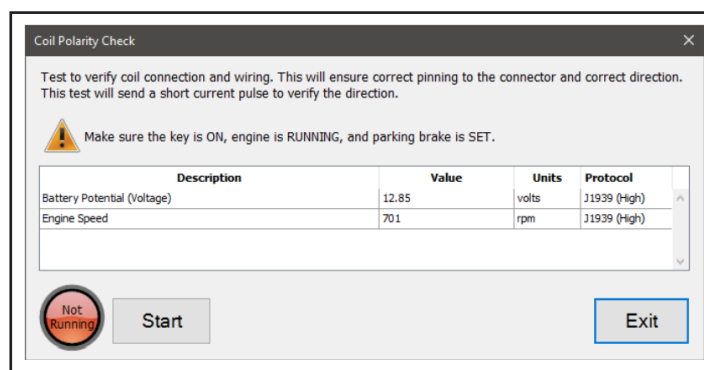 Coil Polarity Check
Test to verify coil connection and wiring. This will ensure correct pinning to the connector and correct direction.
This test will send a short current pulse to verify the direction.
Make sure the key is ON, engine is RUNNING, and parking brake is SET.
Description Value Units Protocol
Battery Potential (Voltage) 12.85 volts J1939 (High)
Engine Speed 701 rpm J1939 (High)
Not
Running
Start
Exit